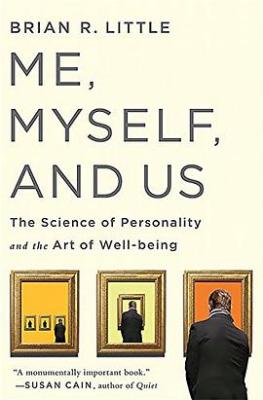 BRIAN R. LITTLE
ME,
MYSELF,
AND US
The Science of Personality
and the Art of Well-being
“A monumentally important book.”
—SUSAN CAIN, author of Quiet